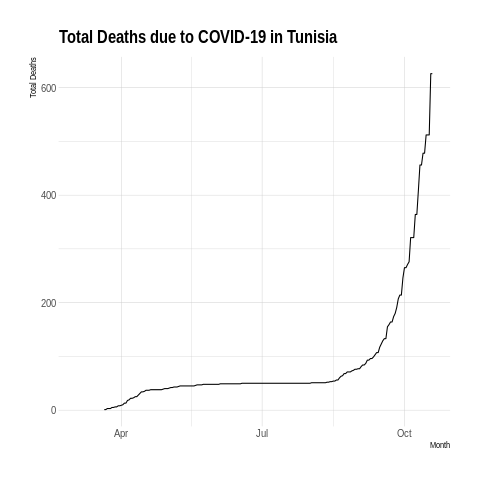 Total Deaths due to COVID-19 in Tunisia
Total Deaths
600
400
200
0
Apr
Jul
Oct
Month